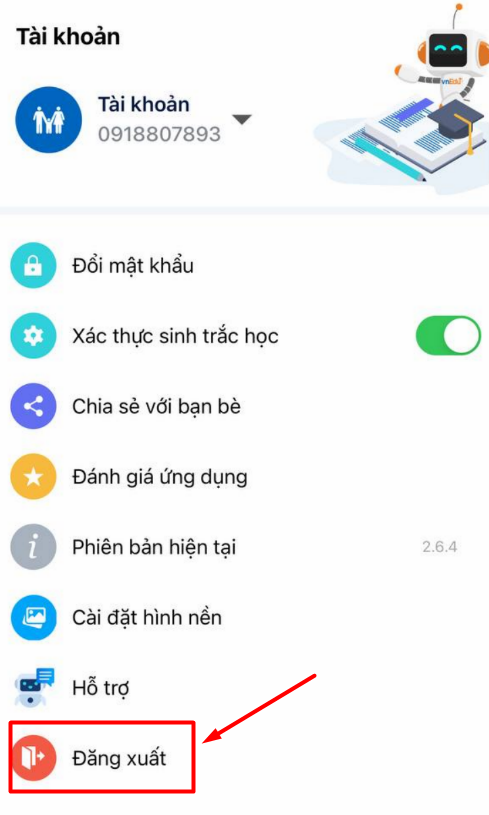 Tài khoản
vnEdu
Tài khoản
0918807893
Đổi mật khẩu
Xác thực sinh trắc học
Chia sẻ với bạn bè
Đánh giá ứng dụng
Phiên bản hiện tại 2.6.4
Cài đặt hình nền
Hỗ trợ
Đăng xuất